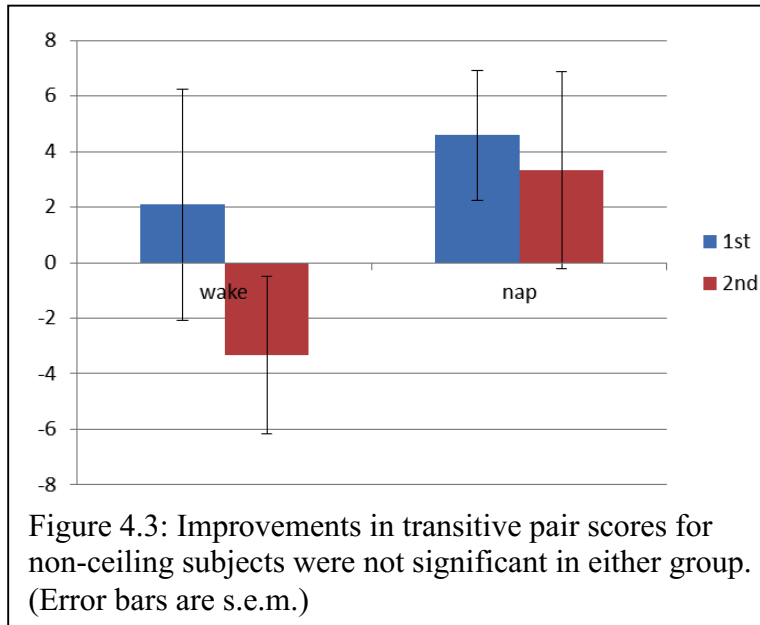 8
6
4
2
0
-2
-4
-6
-8
wake
nap
1st
2nd
Figure 4.3: Improvements in transitive pair scores for
non-ceiling subjects were not significant in either group.
(Error bars are s.e.m.)